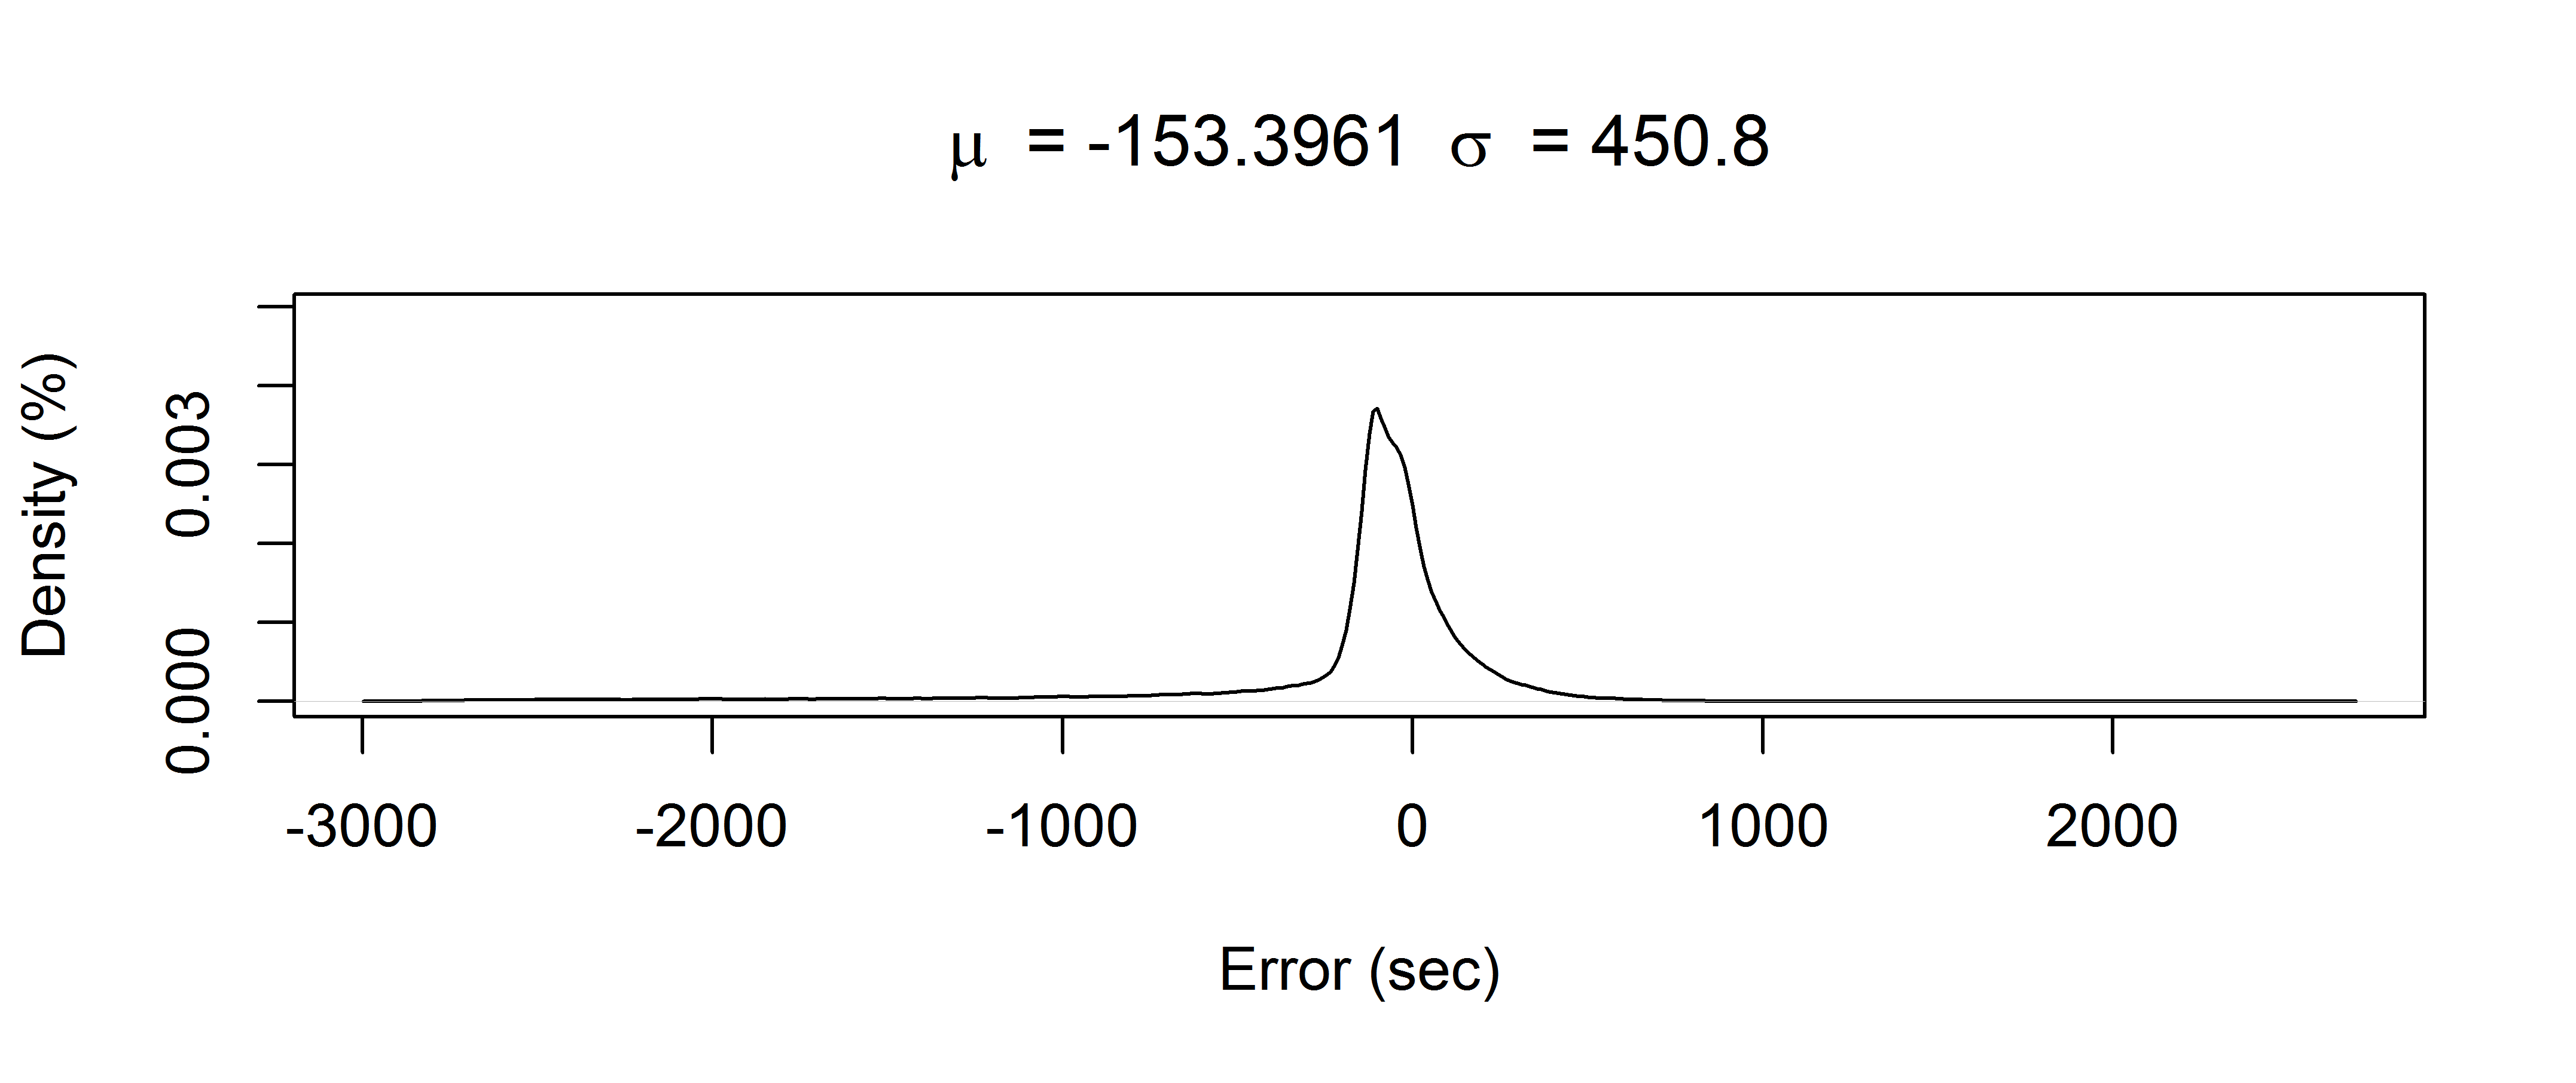 μ = -153.3961 σ = 450.8
Density (%)
0.003
0.000
-3000 -2000 -1000 0 1000 2000
Error (sec)